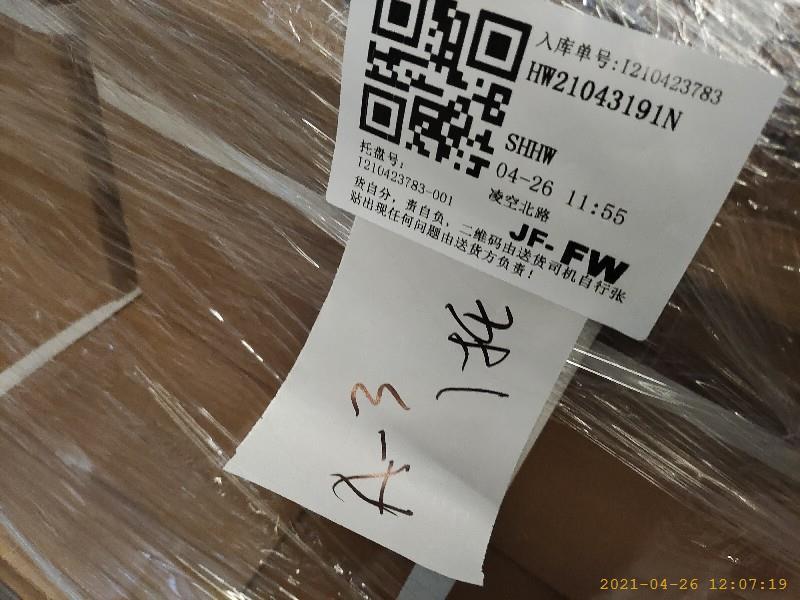 入库单号:I210423783
HW21043191N
SHHW
04-26 11:55
凌空北路
托盘号:
I210423783-001
JF-FW
货自分，责自负，二维码由送货司机自行张
贴出现任何问题由送货方负责!
A-3
2021-04-26 12:07:19